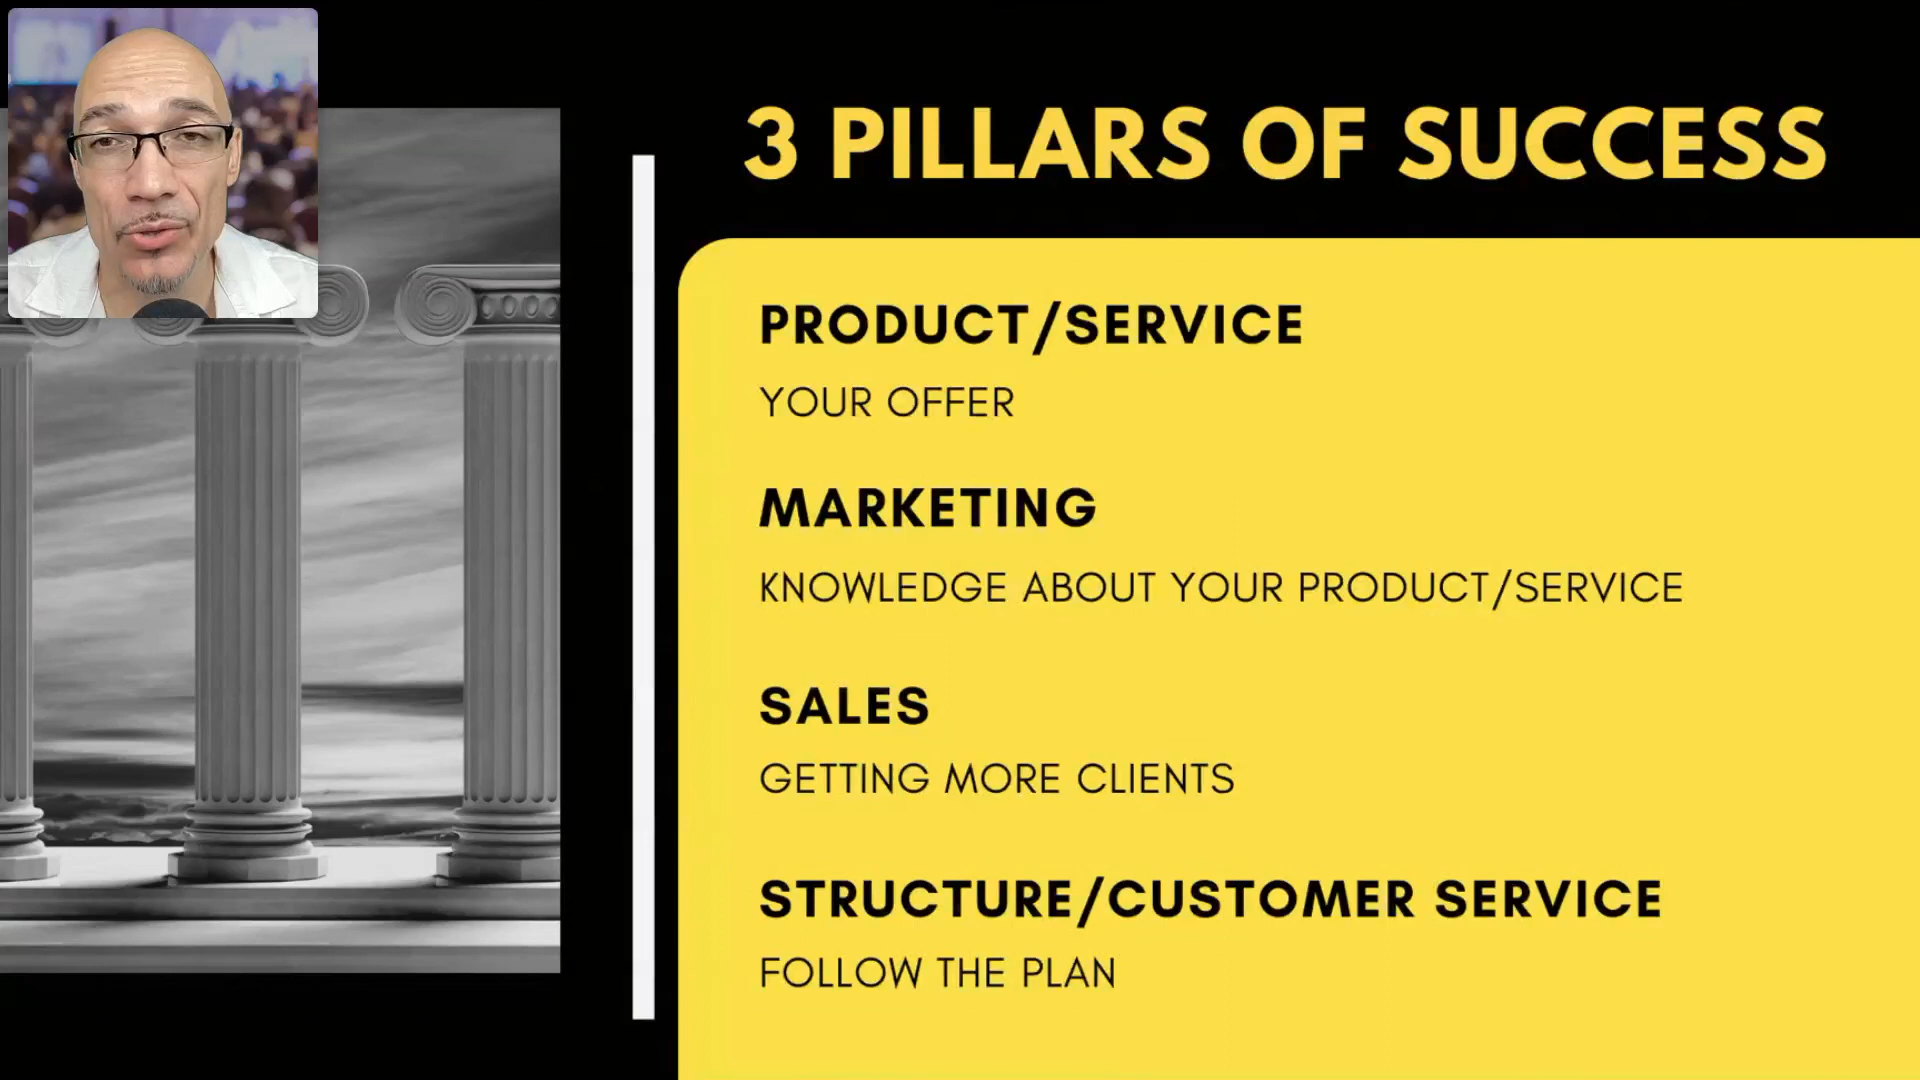 3 PILLARS OF SUCCESS
PRODUCT/SERVICE
YOUR OFFER
MARKETING
KNOWLEDGE ABOUT YOUR PRODUCT/SERVICE
SALES
GETTING MORE CLIENTS
STRUCTURE/CUSTOMER SERVICE
FOLLOW THE PLAN